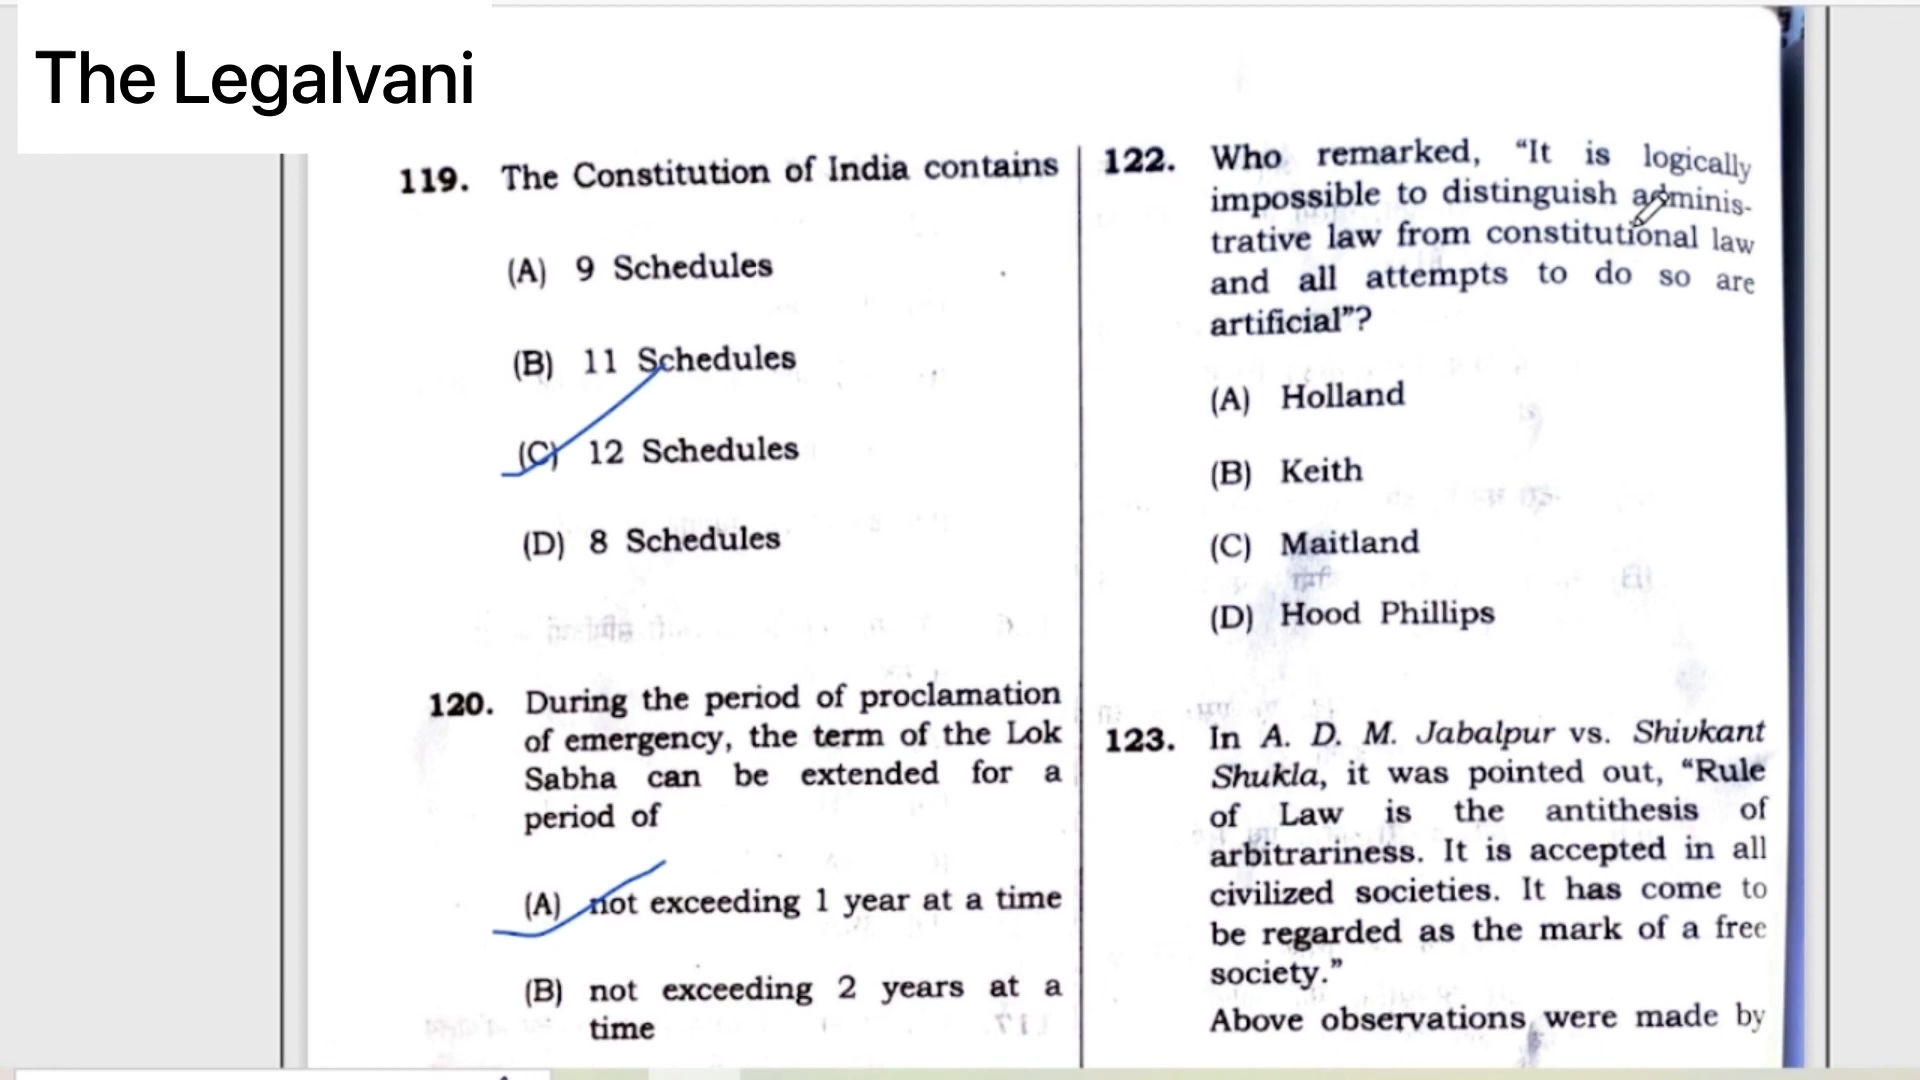 The Legalvani
119. The Constitution of India contains
(A) 9 Schedules
(B) 11 Schedules
(C) 12 Schedules
(D) 8 Schedules
120. During the period of proclamation
of emergency, the term of the Lok
Sabha can be extended for a
period of
(A) not exceeding 1 year at a time
(B) not exceeding 2 years at a
time
122. Who remarked, “It is logically
impossible to distinguish adminis-
trative law from constitutional law
and all attempts to do so are
artificial”?
(A) Holland
(B) Keith
(C) Maitland
(D) Hood Phillips
123. In A. D. M. Jabalpur vs. Shivkant
Shukla, it was pointed out, “Rule
of Law is the antithesis of
arbitrariness. It is accepted in all
civilized societies. It has come to
be regarded as the mark of a free
society.”
Above observations were made by